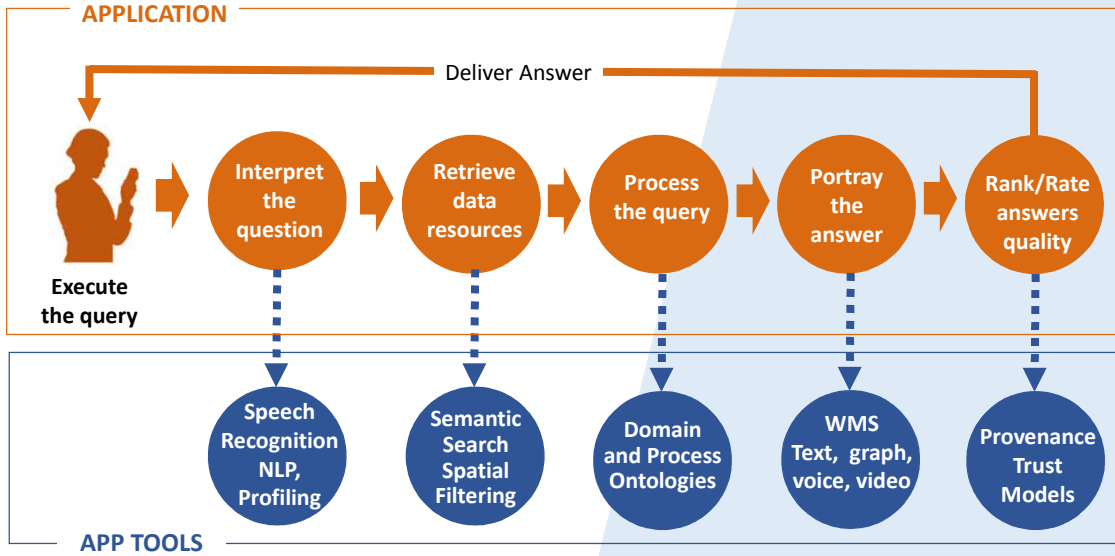 APPLICATION
Deliver Answer
Execute
the query
Interpret
the
question
Retrieve
data
resources
Process
the query
Portray
the
answer
Rank/Rate
answers
quality
Speech
Recognition
NLP,
Profiling
Semantic
Search
Spatial
Filtering
Domain
and Process
Ontologies
WMS
Text, graph,
voice, video
Provenance
Trust
Models
APP TOOLS